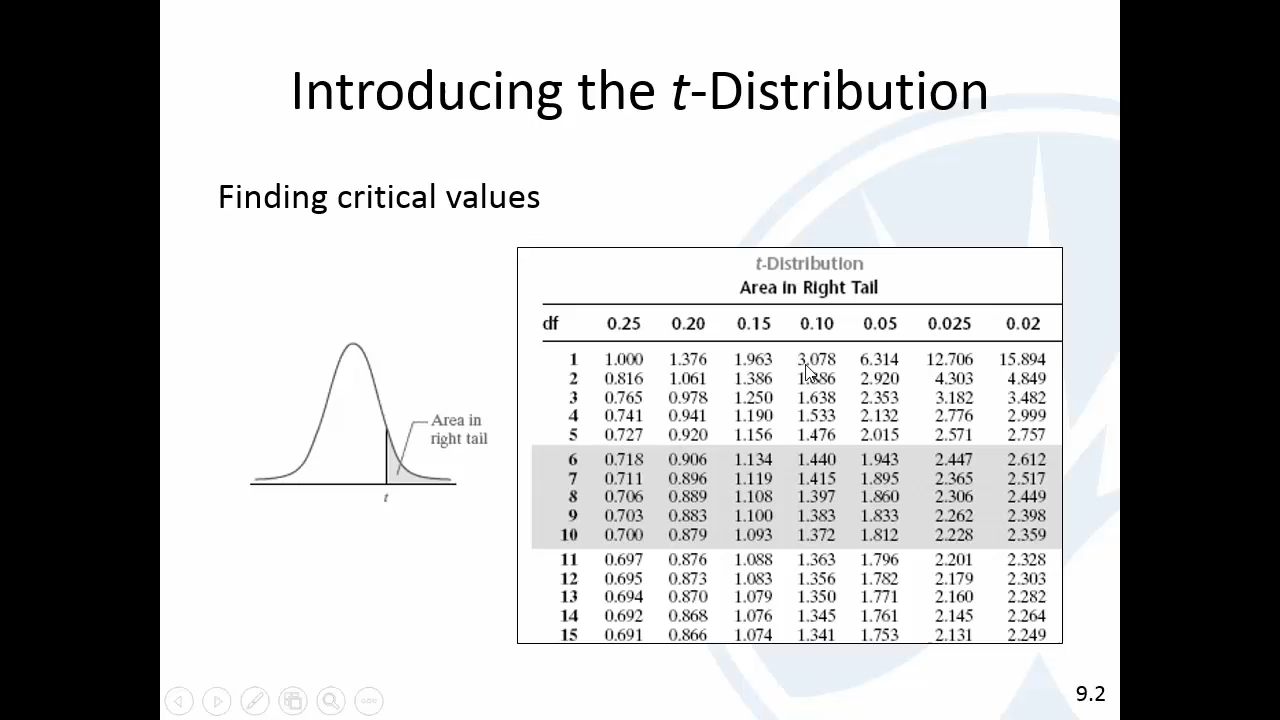 Introducing the t-Distribution
Finding critical values
Area in
right tail
t
t-Distribution
Area in Right Tail
df 0.25 0.20 0.15 0.10 0.05 0.025 0.02
1 1.000 1.376 1.963 3.078 6.314 12.706 15.894
2 0.816 1.061 1.386 1.886 2.920 4.303 4.849
3 0.765 0.978 1.250 1.638 2.353 3.182 3.482
4 0.741 0.941 1.190 1.533 2.132 2.776 2.999
5 0.727 0.920 1.156 1.476 2.015 2.571 2.757
6 0.718 0.906 1.134 1.440 1.943 2.447 2.612
7 0.711 0.896 1.119 1.415 1.895 2.365 2.517
8 0.706 0.889 1.108 1.397 1.860 2.306 2.449
9 0.703 0.883 1.100 1.383 1.833 2.262 2.398
10 0.700 0.879 1.093 1.372 1.812 2.228 2.359
11 0.697 0.876 1.088 1.363 1.796 2.201 2.328
12 0.695 0.873 1.083 1.356 1.782 2.179 2.303
13 0.694 0.870 1.079 1.350 1.771 2.160 2.282
14 0.692 0.868 1.076 1.345 1.761 2.145 2.264
15 0.691 0.866 1.074 1.341 1.753 2.131 2.249
9.2